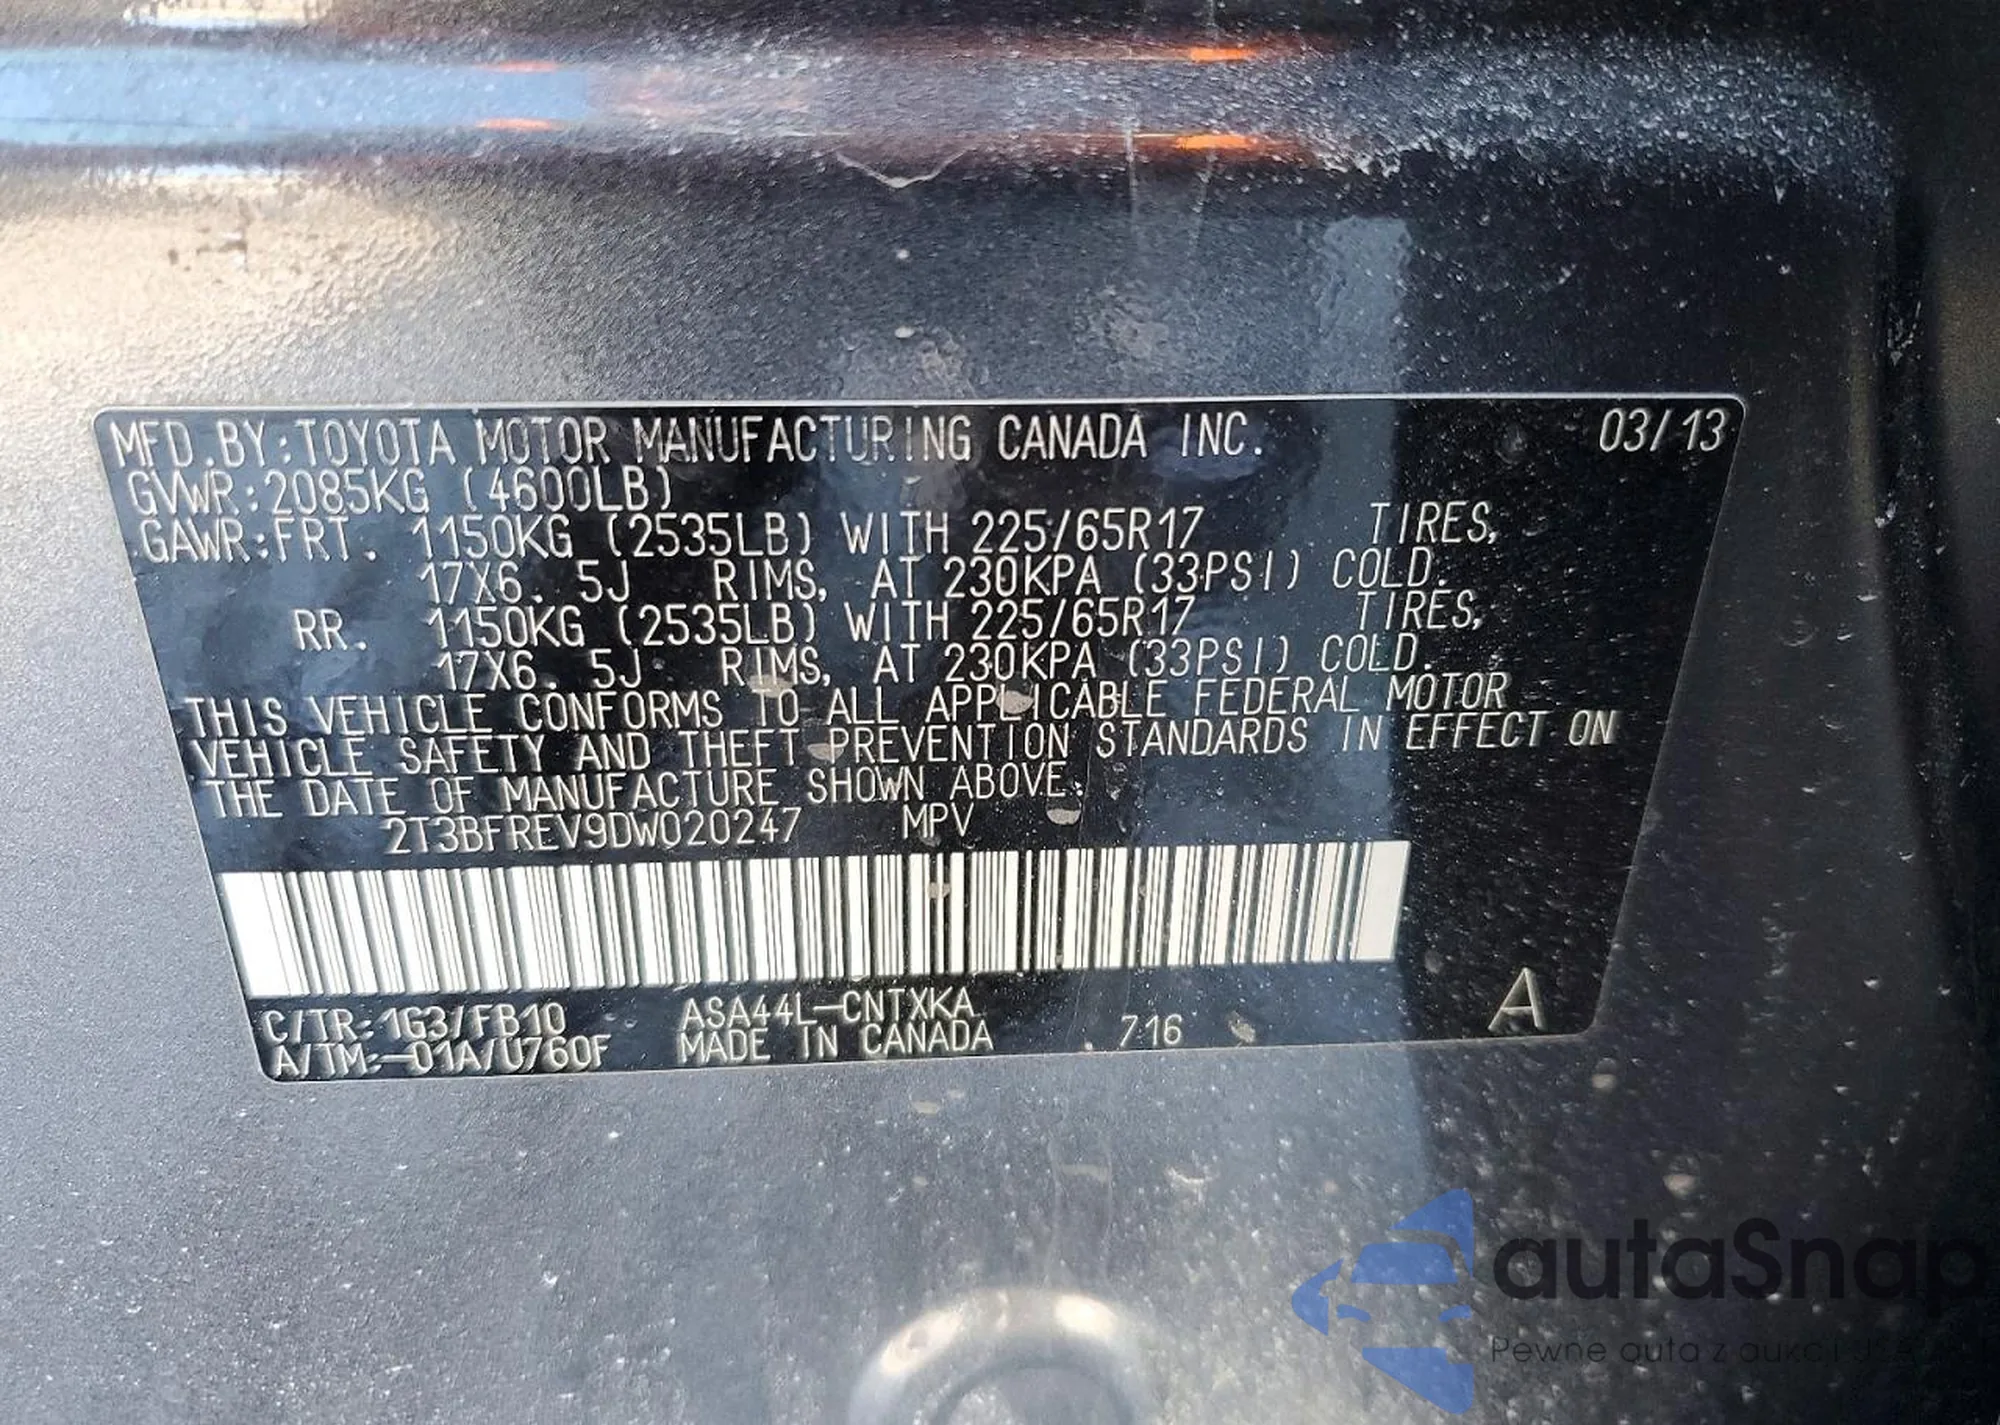 MFD.BY:TOYOTA MOTOR MANUFACTURING CANADA INC. 03/13
GVWR:2085KG (4600LB)
GAWR:FRT. 1150KG (2535LB) WITH 225/65R17 TIRES,
17X6.5J RIMS, AT 230KPA (33PSI) COLD.
RR. 1150KG (2535LB) WITH 225/65R17 TIRES,
17X6.5J RIMS, AT 230KPA (33PSI) COLD.
THIS VEHICLE CONFORMS TO ALL APPLICABLE FEDERAL MOTOR
VEHICLE SAFETY AND THEFT PREVENTION STANDARDS IN EFFECT ON
THE DATE OF MANUFACTURE SHOWN ABOVE.
2T3BFREV9DW020247 MPV
C/TR:1G3/FB10 ASA44L-CNTXKA A
A/TM:-01A/U760F MADE IN CANADA 716
autaSnap
Pewne auta z aukcji